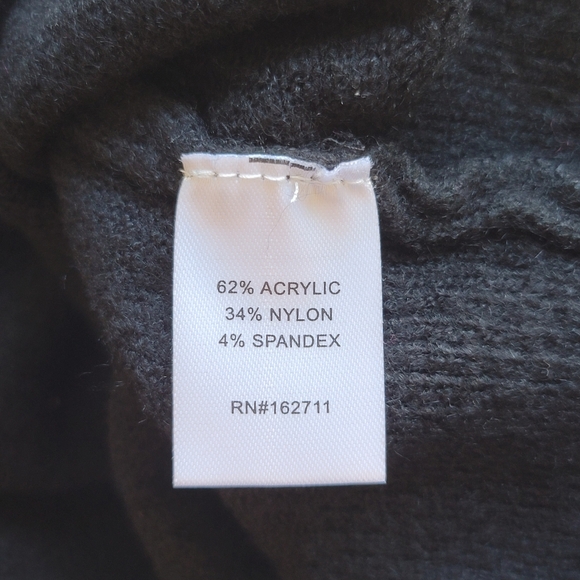 62% ACRYLIC
34% NYLON
4% SPANDEX
RN#162711